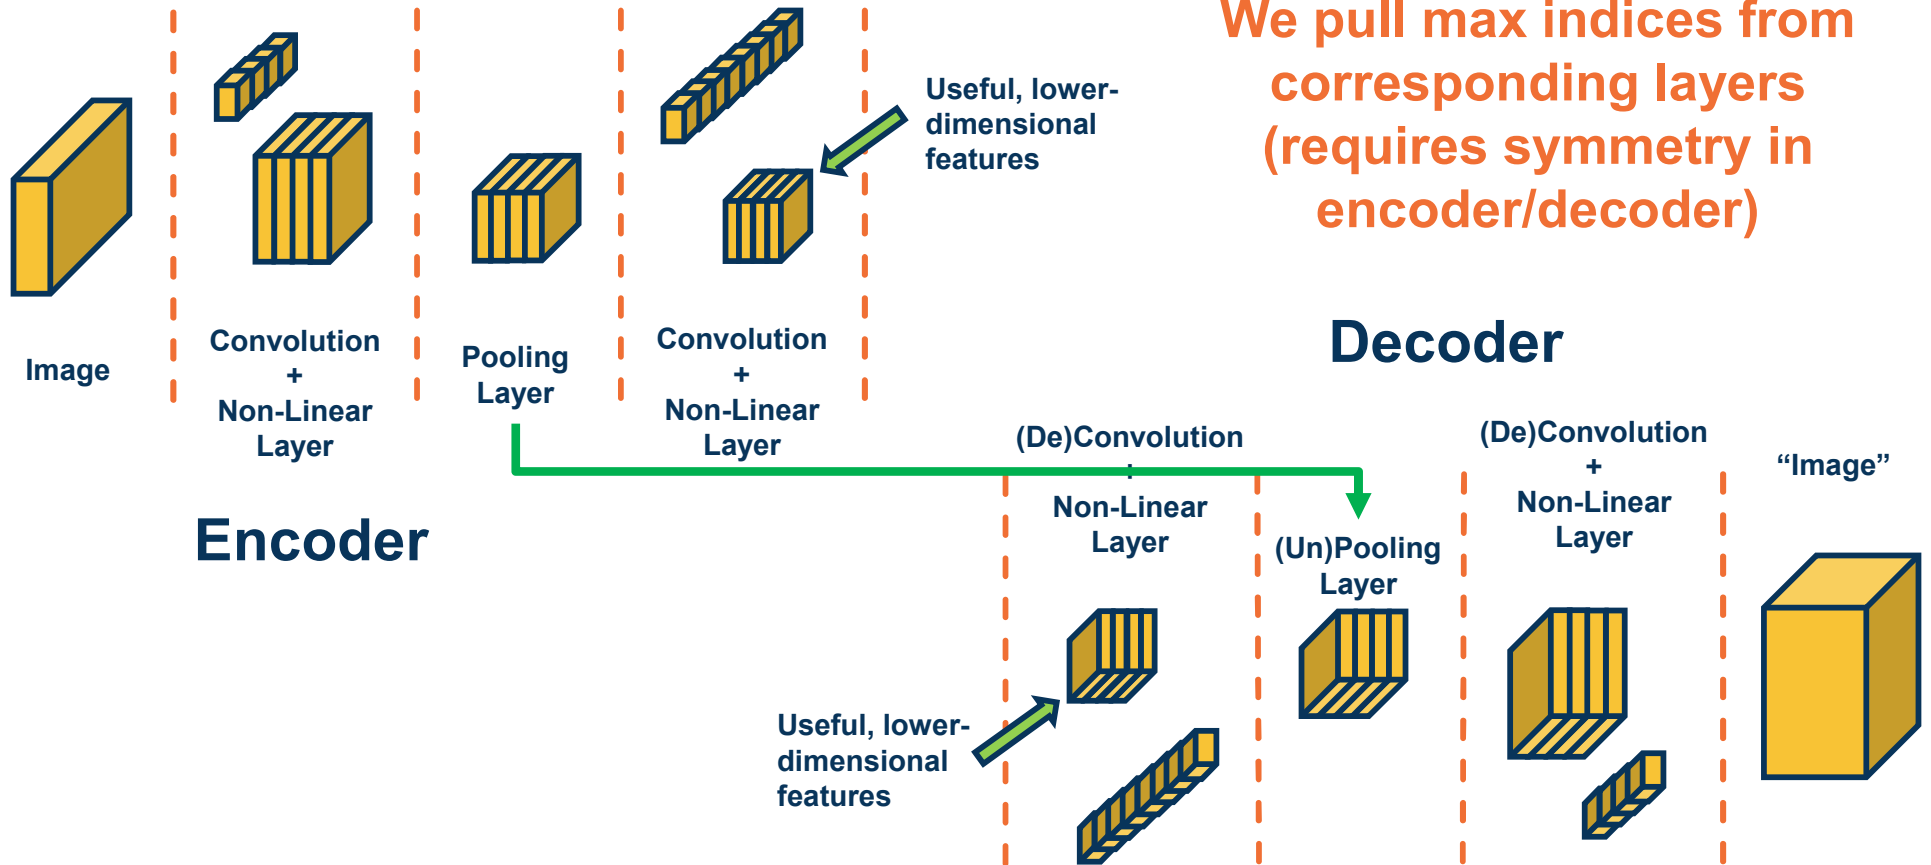 We pull max indices from
corresponding layers
(requires symmetry in
encoder/decoder)
Useful, lower-
dimensional
features
Image
Convolution
+
Non-Linear
Layer
Pooling
Layer
Convolution
+
Non-Linear
Layer
Encoder
Decoder
(De)Convolution
+
Non-Linear
Layer
(Un)Pooling
Layer
(De)Convolution
+
Non-Linear
Layer
“Image”
Useful, lower-
dimensional
features